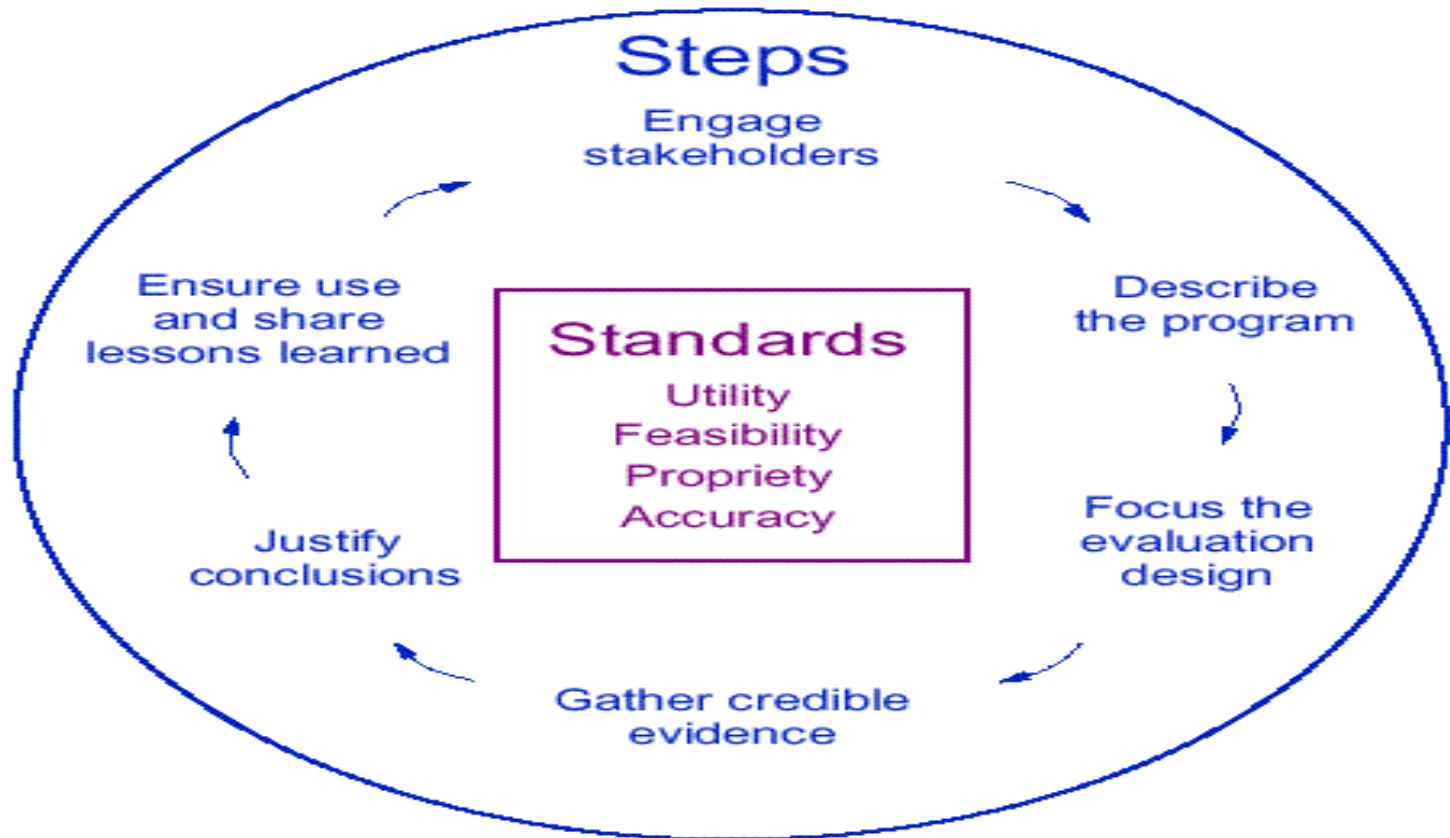 Steps
Engage
stakeholders
Describe
the program
Focus the
evaluation
design
Gather credible
evidence
Justify
conclusions
Ensure use
and share
lessons learned
Standards
Utility
Feasibility
Propriety
Accuracy